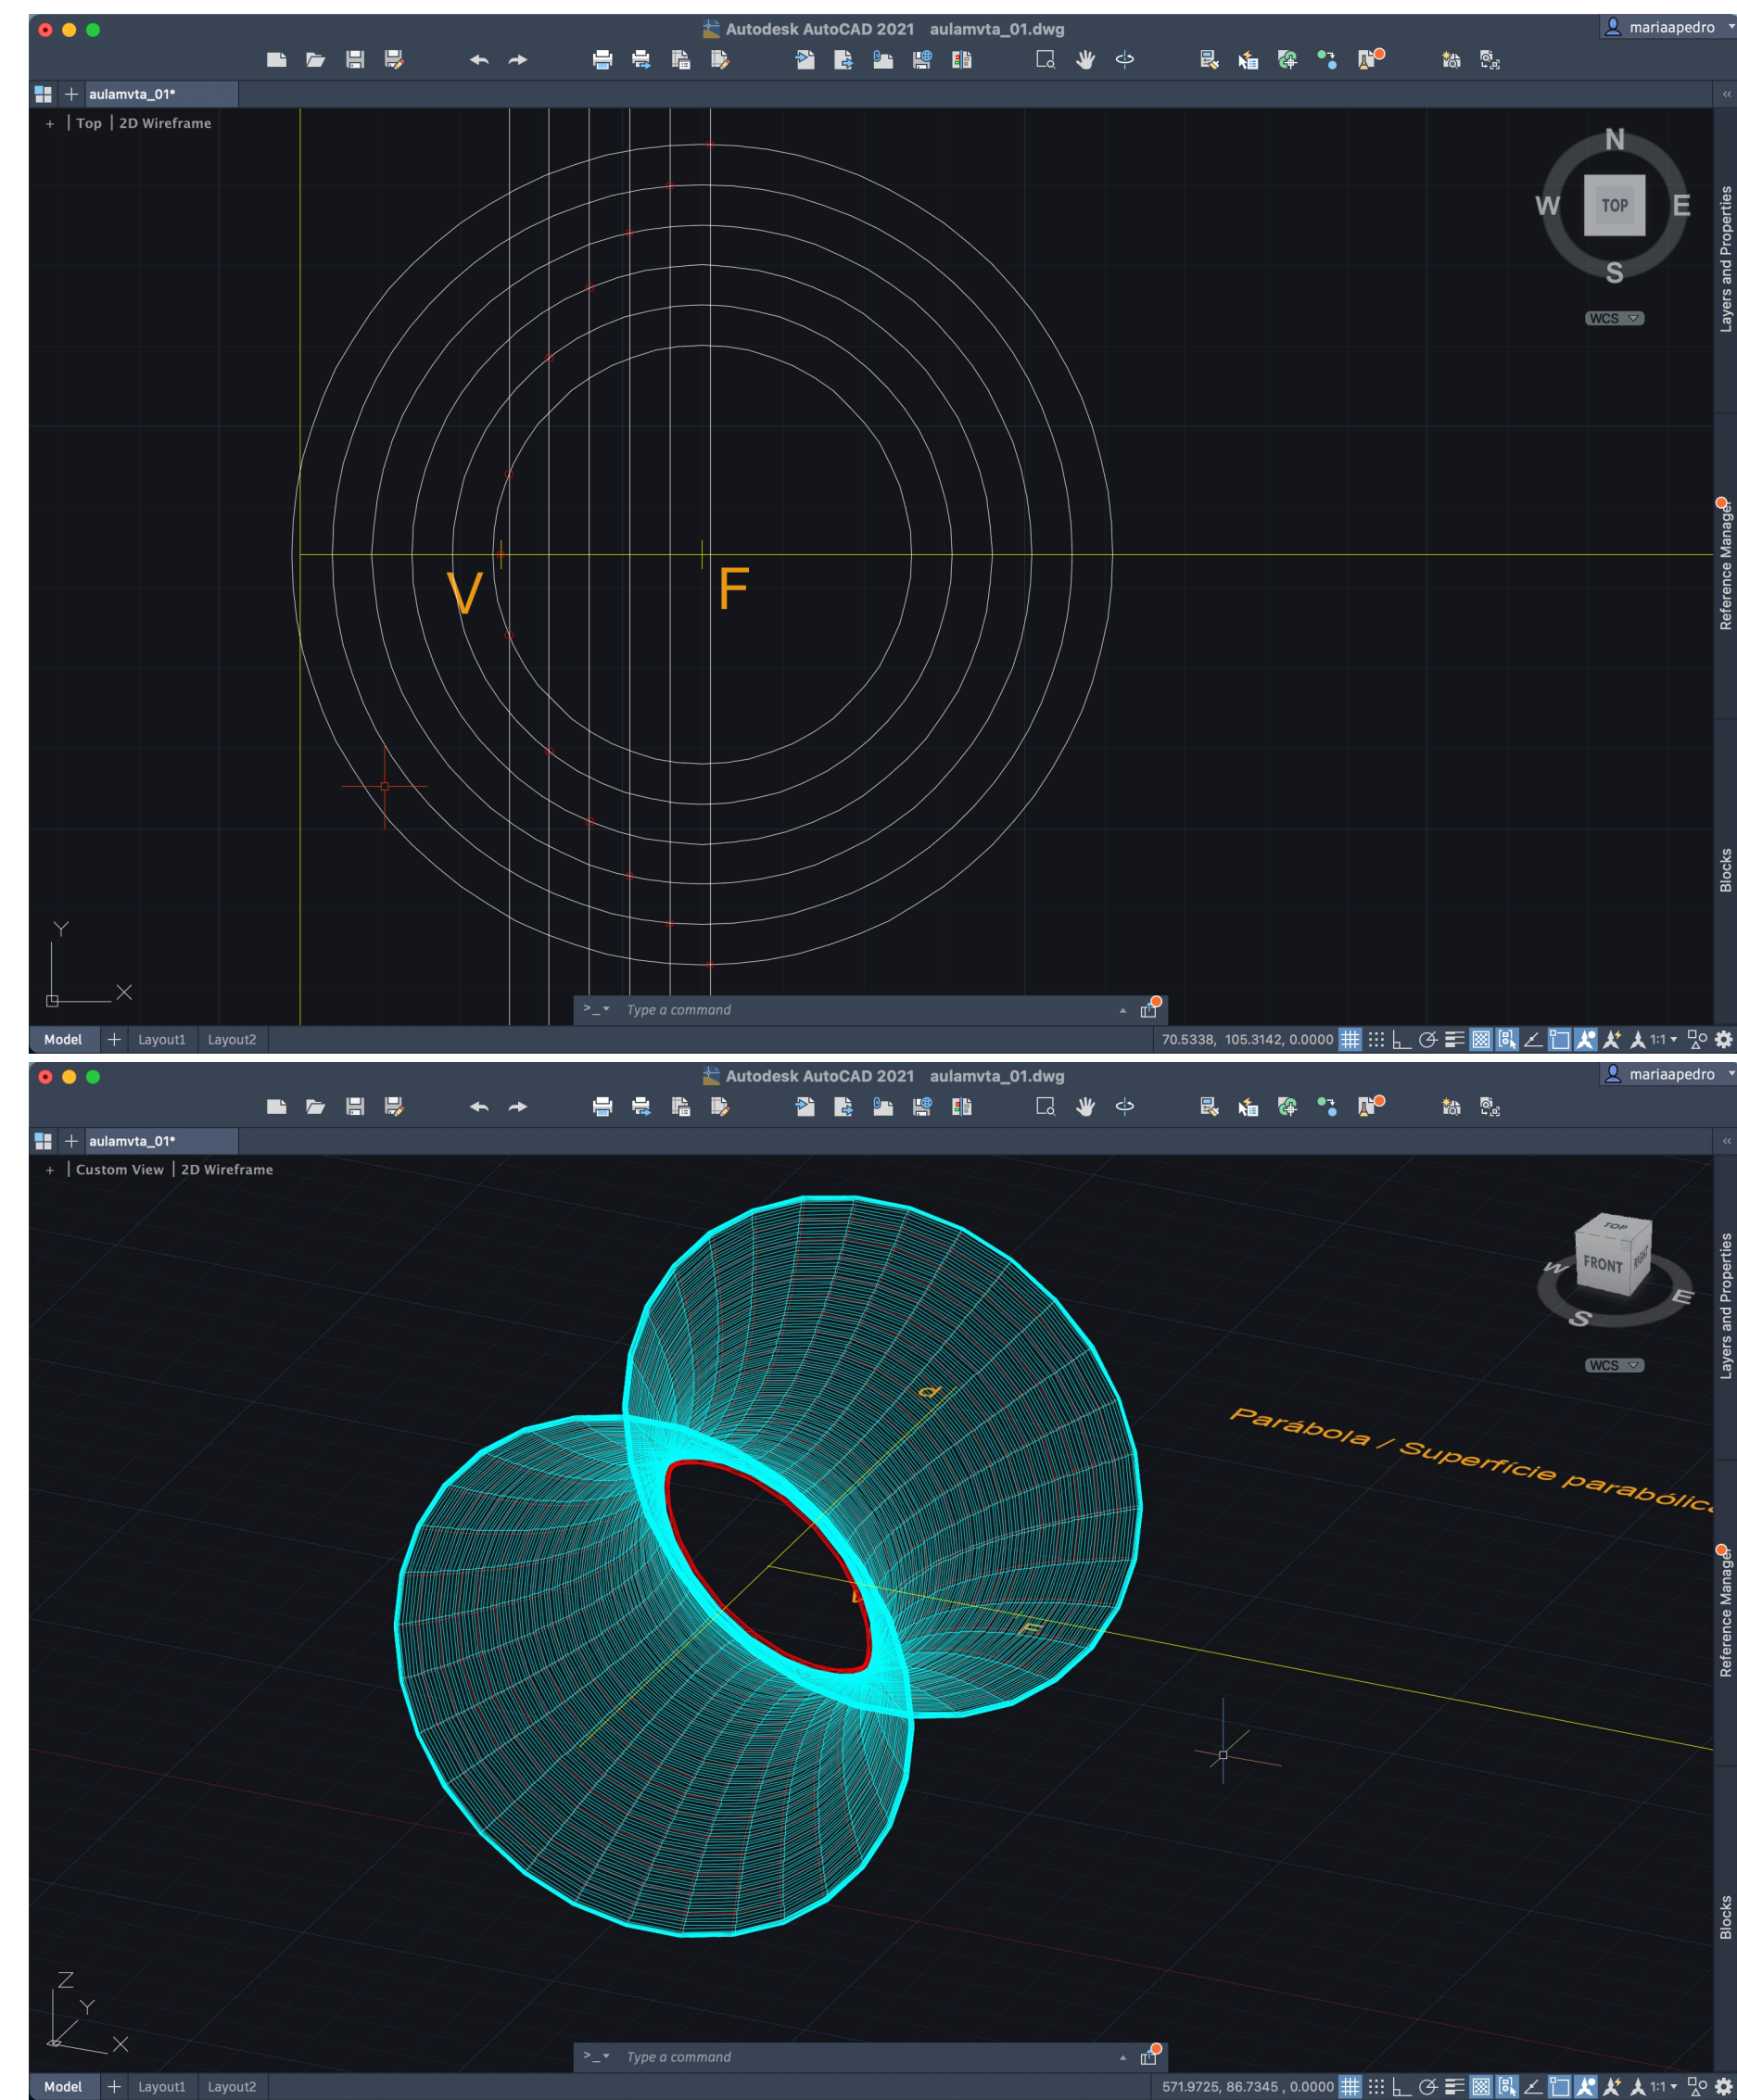 Autodesk AutoCAD 2021 aulamvta_01.dwg
mariaapedro
aulamvta_01*
+ | Top | 2D Wireframe
N
W TOP E
S
WCS
Layers and Properties
Reference Manager
Blocks
V F
Y
X
>_ Type a command
Model Layout1 Layout2
70.5338, 105.3142, 0.0000
1:1
Autodesk AutoCAD 2021 aulamvta_01.dwg
mariaapedro
aulamvta_01*
+ | Custom View | 2D Wireframe
TOP
W FRONT RIGHT
S E
WCS
Layers and Properties
Reference Manager
Blocks
d
Parábola / Superfície parabólic
F
Z
Y
X
>_ Type a command
Model Layout1 Layout2
571.9725, 86.7345 , 0.0000
1:1